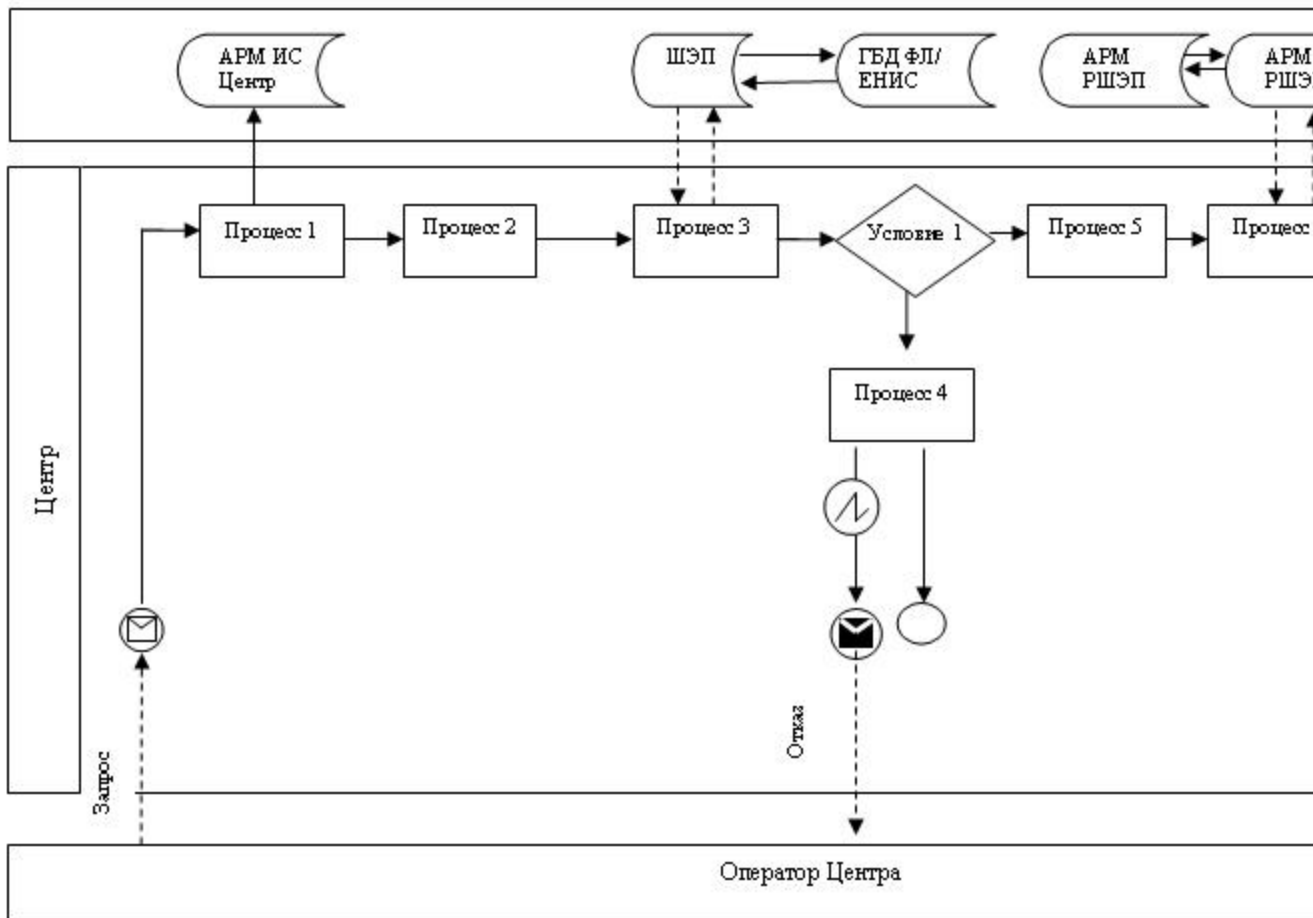 АРМ ИС
Центр
ШЭП
ГБД ФЛ/
ЕНИС
АРМ
РШЭП
АРМ
РШЭ
Процесс 1
Процесс 2
Процесс 3
Условие 1
Процесс 5
Процесс
Процесс 4
Центр
Запрос
Отказ
Оператор Центра